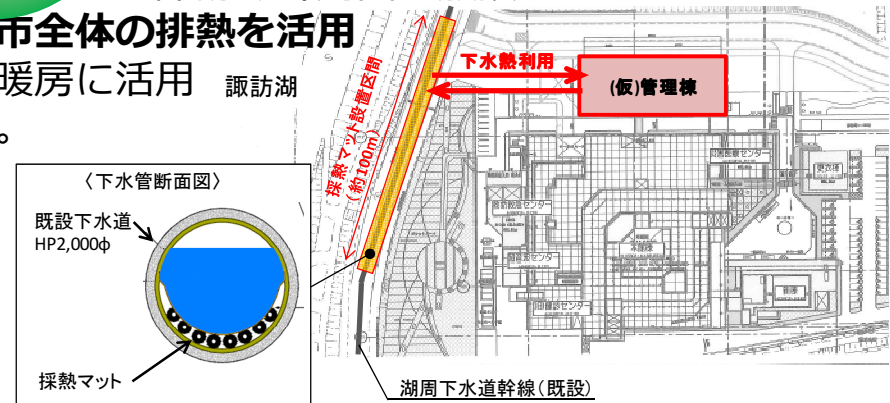 市全体の排熱を活用
暖房に活用
。
諏訪湖
下水熱利用
(仮)管理棟
採熱マット設置区間
(約100m)
〈下水管断面図〉
既設下水道
HP2,000φ
採熱マット
湖周下水道幹線(既設)